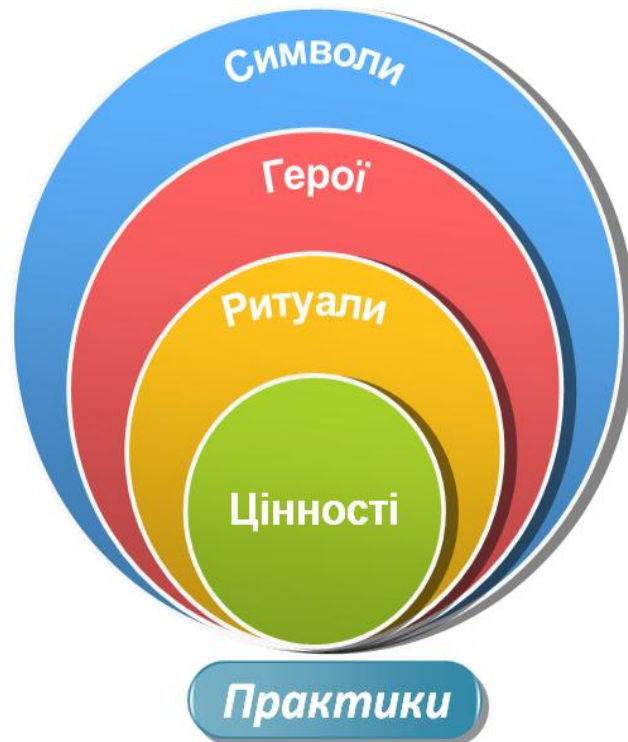 Символи
Герої
Ритуали
Цінності
Практики